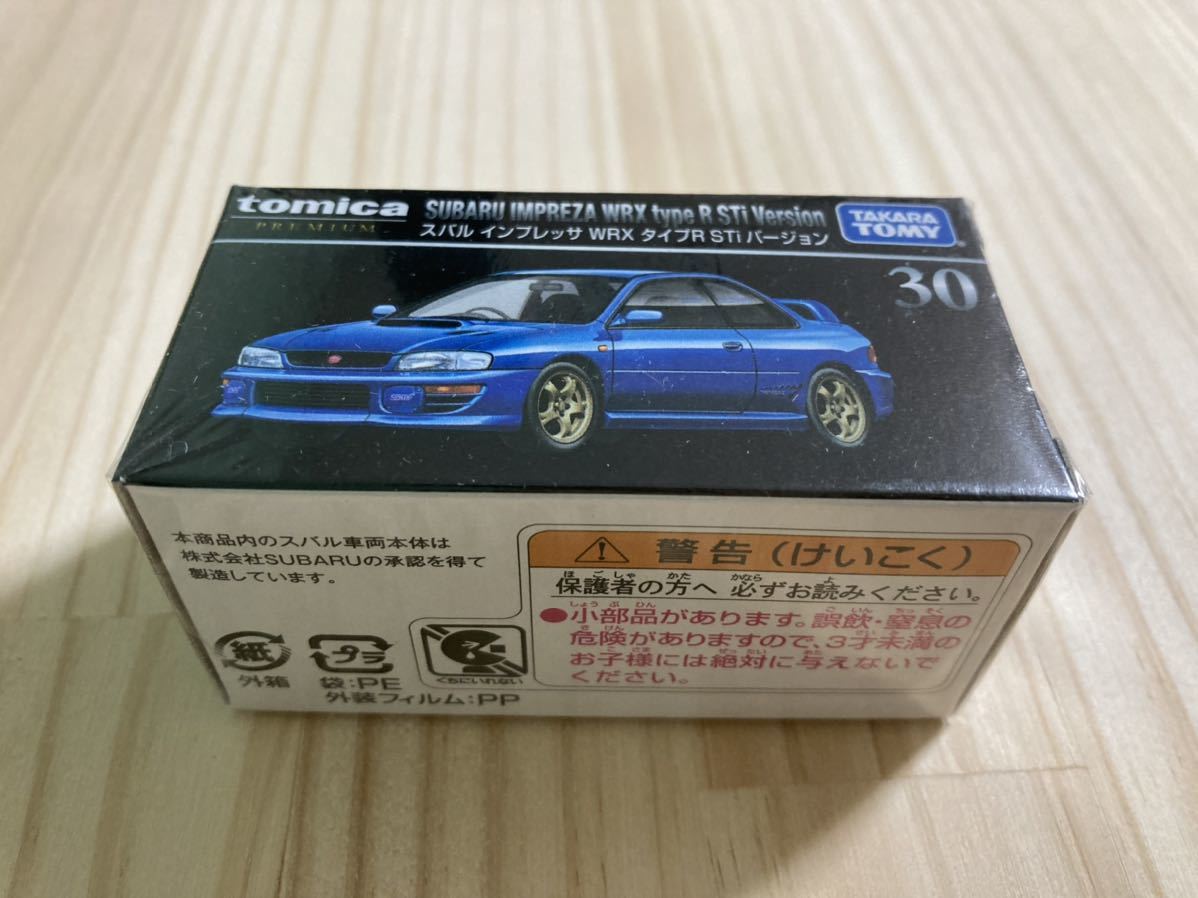 tomica
PREMIUM
SUBARU IMPREZA WRX type R STi Version
スバル インプレッサ WRX タイプR STi バージョン
TAKARA
TOMY
30
本商品内のスバル車両本体は
株式会社SUBARUの承認を得て
製造しています。
紙
外箱
プラ
袋:PE
外装フィルム:PP
くちにいれない
警告(けいこく)
保護者の方へ 必ずお読みください。
●小部品があります。誤飲・窒息の
危険がありますので、3才未満の
お子様には絶対に与えないで
ください。